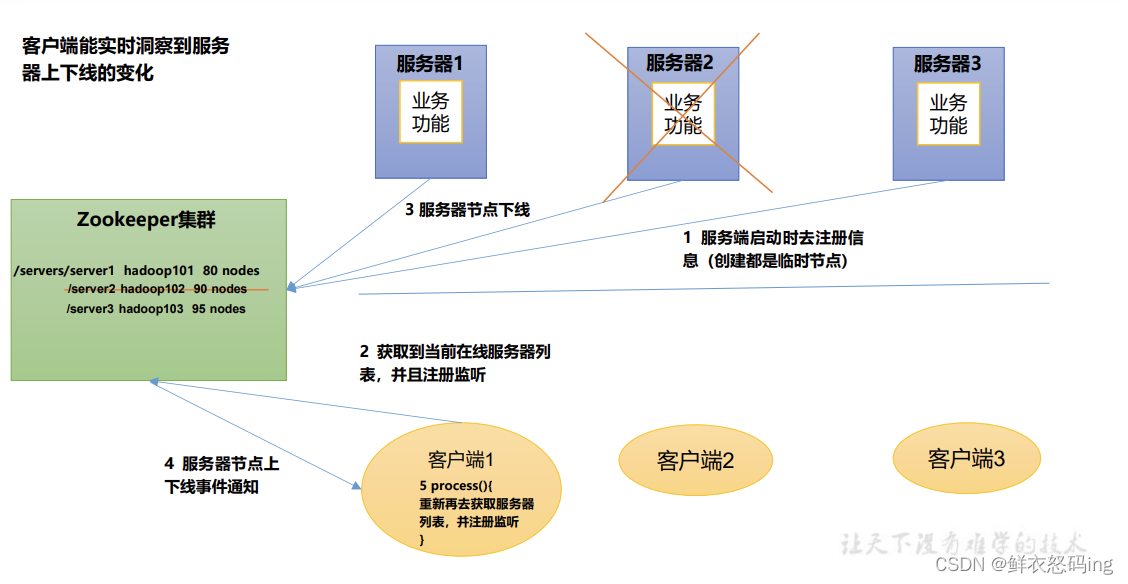 客户端能实时洞察到服务
器上下线的变化
服务器1
业务
功能
服务器2
业务
功能
服务器3
业务
功能
3 服务器节点下线
1 服务端启动时去注册信
息（创建都是临时节点）
Zookeeper集群
/servers/server1 hadoop101 80 nodes
/server2 hadoop102 90 nodes
/server3 hadoop103 95 nodes
2 获取到当前在线服务器列
表，并且注册监听
4 服务器节点上
下线事件通知
客户端1
5 process(){
重新再去获取服务器
列表，并注册监听
}
客户端2
客户端3
让天下没有难学的技术
CSDN @鲜衣怒码ing